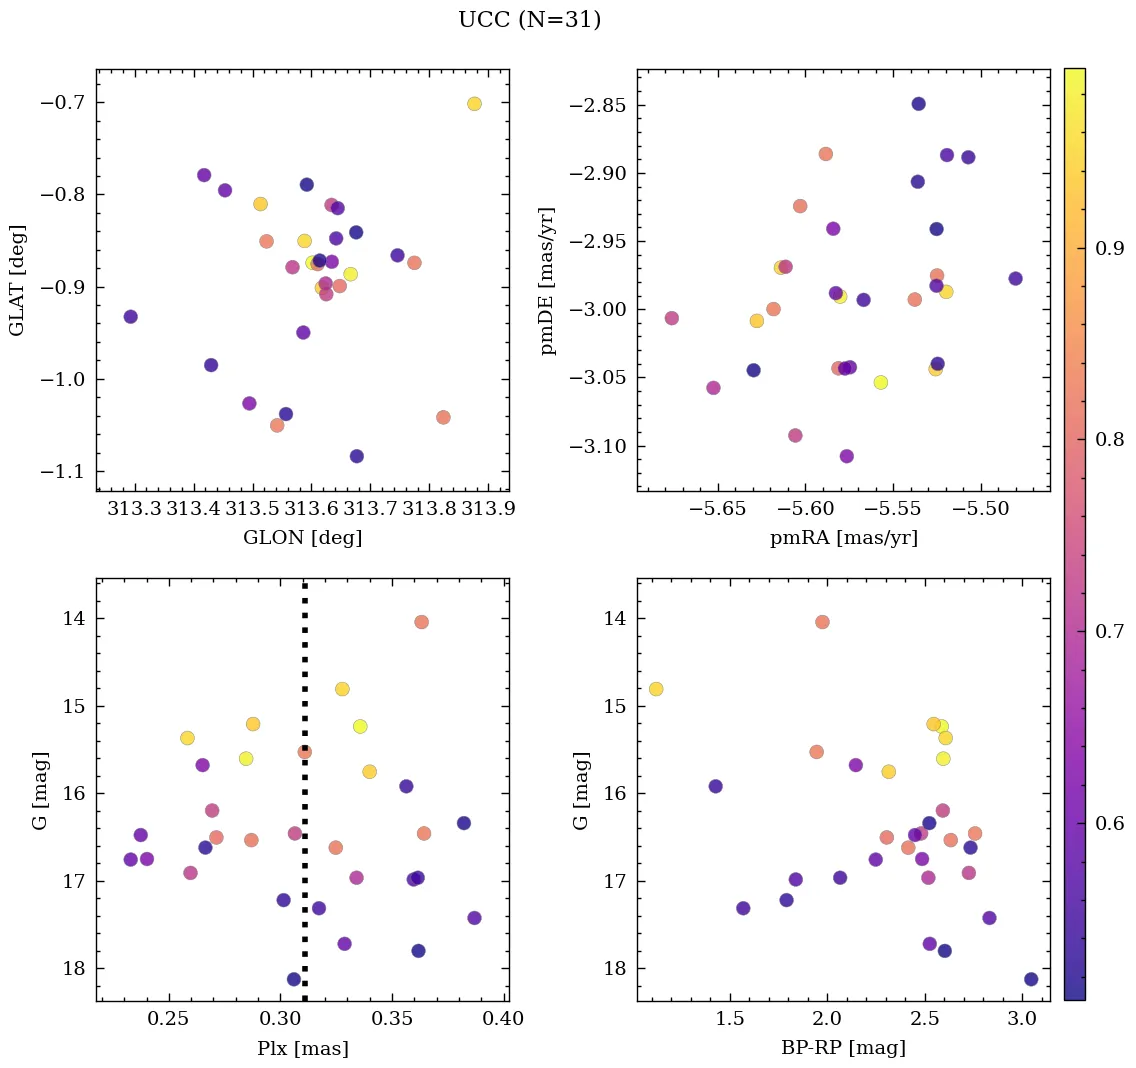 UCC (N=31)
−0.7
−0.8
−0.9
−1.0
−1.1
GLAT [deg]
313.3 313.4 313.5 313.6 313.7 313.8 313.9
GLON [deg]
−2.85
−2.90
−2.95
−3.00
−3.05
−3.10
pmDE [mas/yr]
−5.65 −5.60 −5.55 −5.50
pmRA [mas/yr]
0.9
0.8
0.7
0.6
14
15
16
17
18
G [mag]
0.25 0.30 0.35 0.40
Plx [mas]
14
15
16
17
18
G [mag]
1.5 2.0 2.5 3.0
BP-RP [mag]